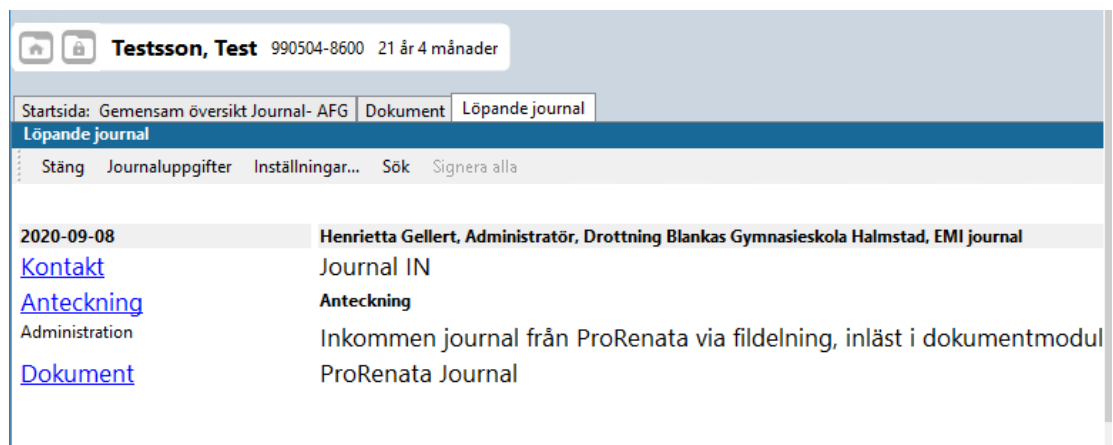 Testsson, Test 990504-8600 21 år 4 månader
Startsida: Gemensam översikt Journal- AFG Dokument Löpande journal
Löpande journal
Stäng Journaluppgifter Inställningar... Sök Signera alla
2020-09-08 Henrietta Gellert, Administratör, Drottning Blankas Gymnasieskola Halmstad, EMI journal
Kontakt Journal IN
Anteckning Anteckning
Administration Inkommen journal från ProRenata via fildelning, inläst i dokumentmodul
Dokument ProRenata Journal